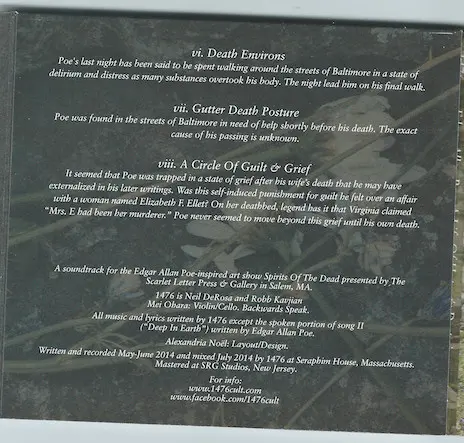 vi. Death Environs
Poe's last night has been said to be spent walking around the streets of Baltimore in a state of
delirium and distress as many substances overtook his body. The night lead him on his final walk.
vii. Gutter Death Posture
Poe was found in the streets of Baltimore in need of help shortly before his death. The exact
cause of his passing is unknown.
viii. A Circle Of Guilt & Grief
It seemed that Poe was trapped in a state of grief after his wife's death that he may have
externalized in his later writings. Was this self-induced punishment for guilt he felt over an affair
with a woman named Elizabeth F. Ellet? On her deathbed, legend has it that Virginia claimed
"Mrs. E had been her murderer." Poe never seemed to move beyond this grief until his own death.
A soundtrack for the Edgar Allan Poe-inspired art show Spirits Of The Dead presented by The
Scarlet Letter Press & Gallery in Salem, MA.
1476 is Neil DeRosa and Robb Kavjian
Mei Ohara: Violin/Cello. Backwards Speak.
All music and lyrics written by 1476 except the spoken portion of song II
("Deep In Earth") written by Edgar Allan Poe.
Alexandria Noël: Layout/Design.
Written and recorded May-June 2014 and mixed July 2014 by 1476 at Seraphim House, Massachusetts.
Mastered at SRG Studios, New Jersey.
For info:
www.1476cult.com
www.facebook.com/1476cult